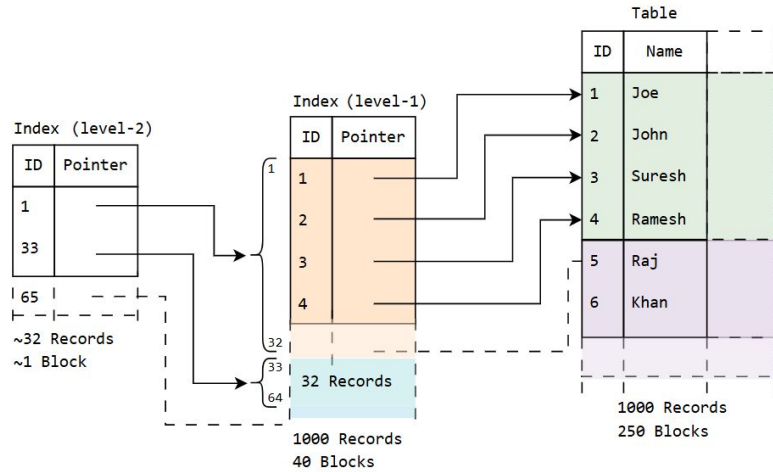 Table
ID Name
1 Joe
2 John
3 Suresh
4 Ramesh
5 Raj
6 Khan
1000 Records
250 Blocks
Index (level-1)
ID Pointer
1
1
2
3
4
32
33
32 Records
64
1000 Records
40 Blocks
Index (level-2)
ID Pointer
1
33
65
~32 Records
~1 Block